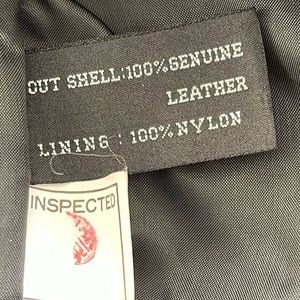 OUT SHELL:100%GENUINE
LEATHER
LINING : 100%NYLON
INSPECTED